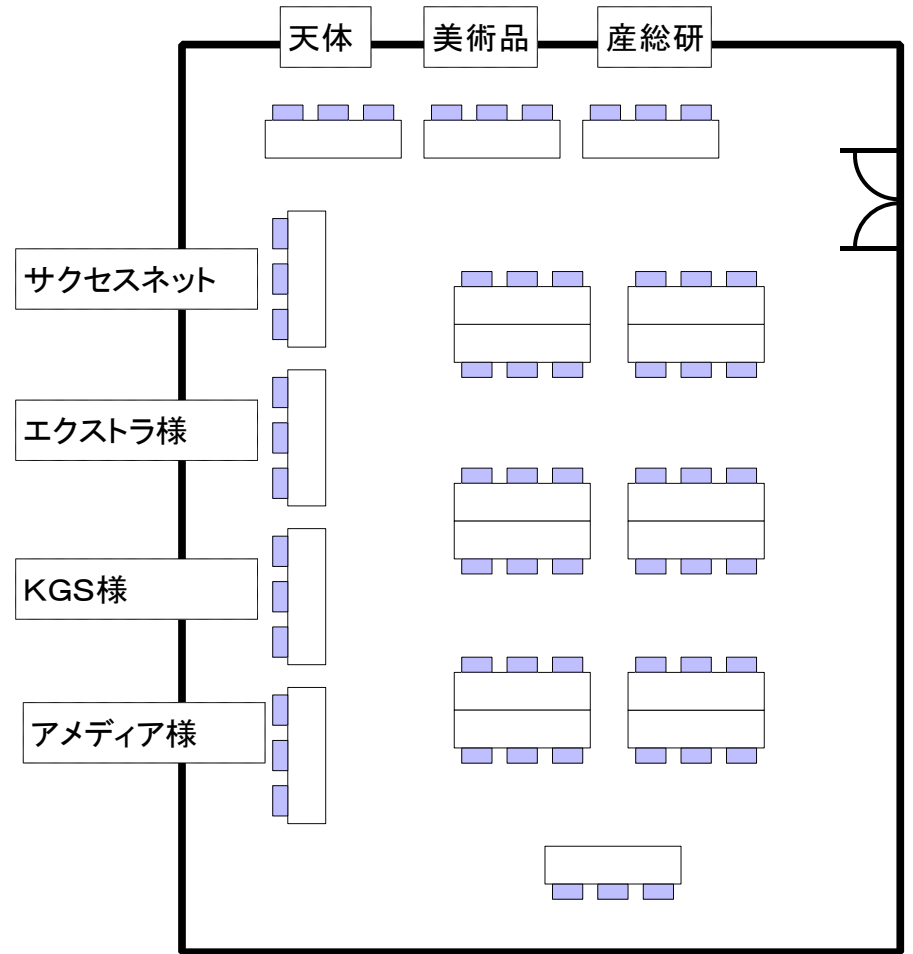 天体
美術品
産総研
サクセスネット
エクストラ様
KGS様
アメディア様